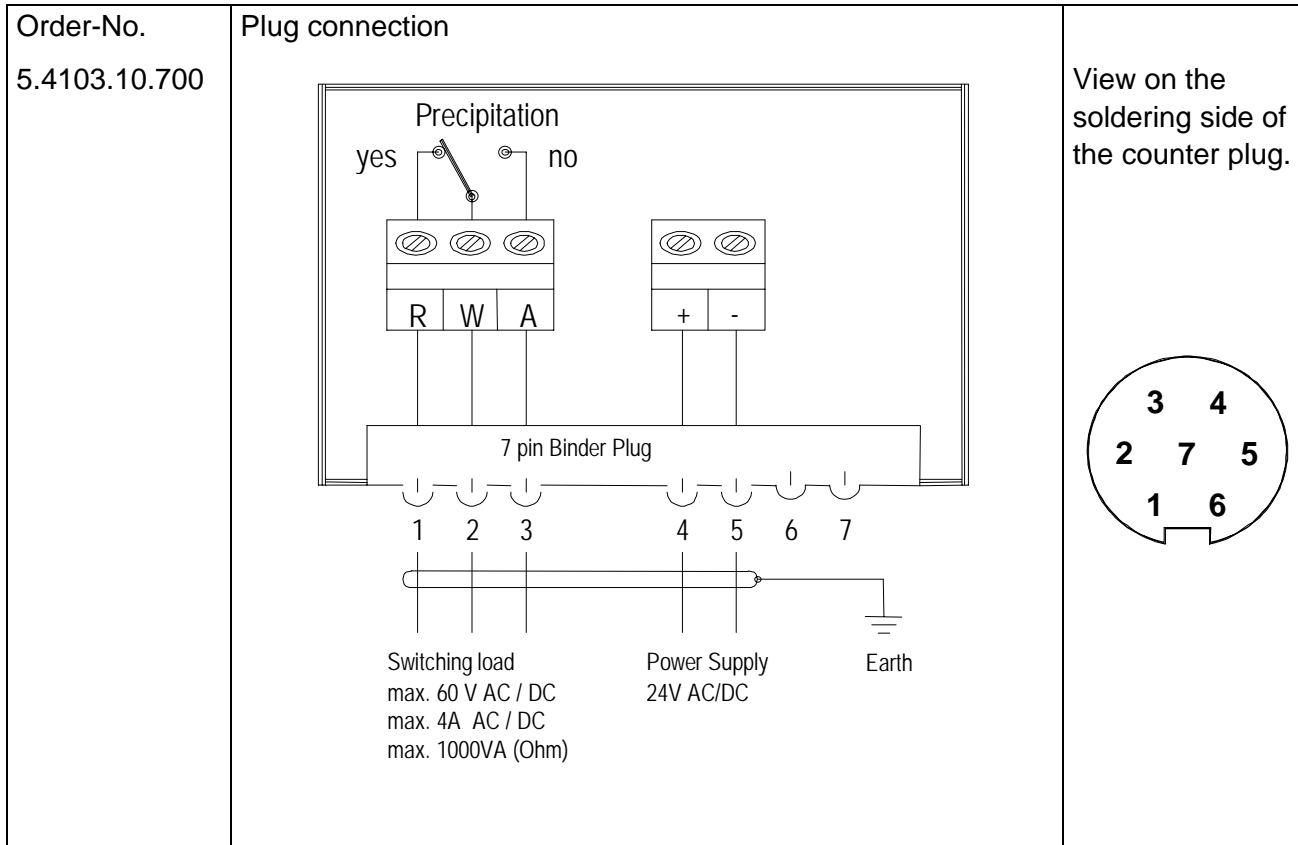 Order-No.
Plug connection
5.4103.10.700
View on the
soldering side of
the counter plug.
Precipitation
yes no
R W A + -
7 pin Binder Plug
1 2 3 4 5 6 7
Switching load
max. 60 V AC / DC
max. 4A AC / DC
max. 1000VA (Ohm)
Power Supply
24V AC/DC
Earth
3 4
2 7 5
1 6